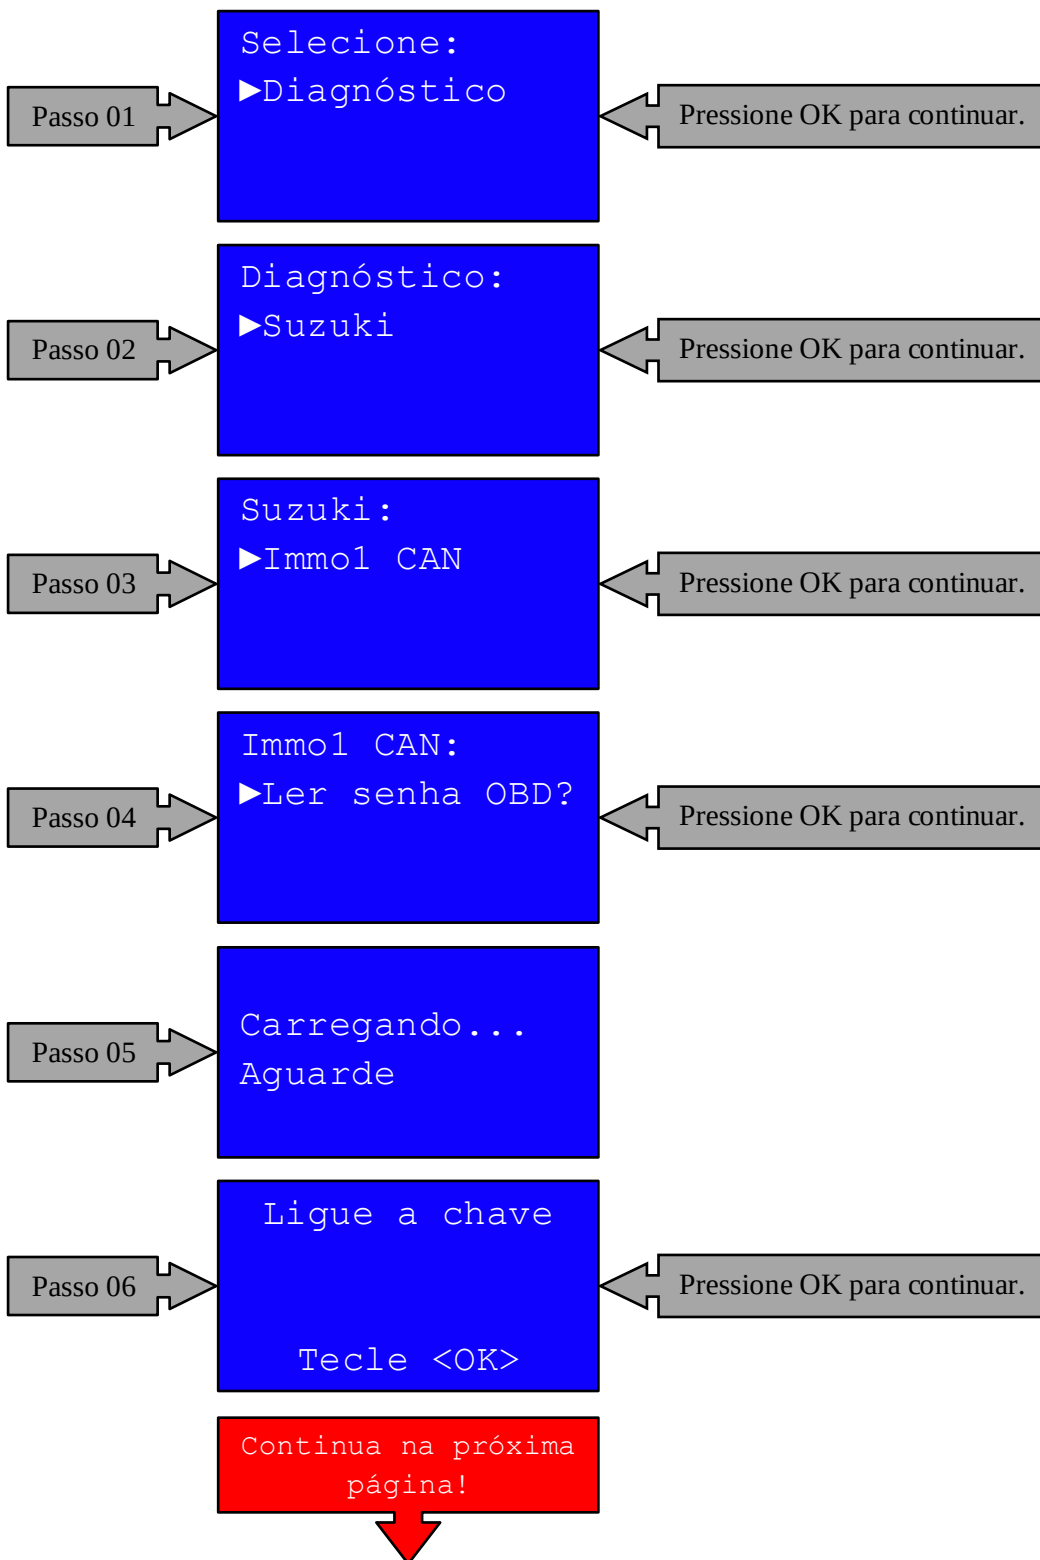 Selecione:
►Diagnóstico
Passo 01
Pressione OK para continuar.
Diagnóstico:
►Suzuki
Passo 02
Pressione OK para continuar.
Suzuki:
►Immo1 CAN
Passo 03
Pressione OK para continuar.
Immo1 CAN:
►Ler senha OBD?
Passo 04
Pressione OK para continuar.
Carregando...
Aguarde
Passo 05
Ligue a chave
Passo 06
Pressione OK para continuar.
Tecle <OK>
Continua na próxima
página!